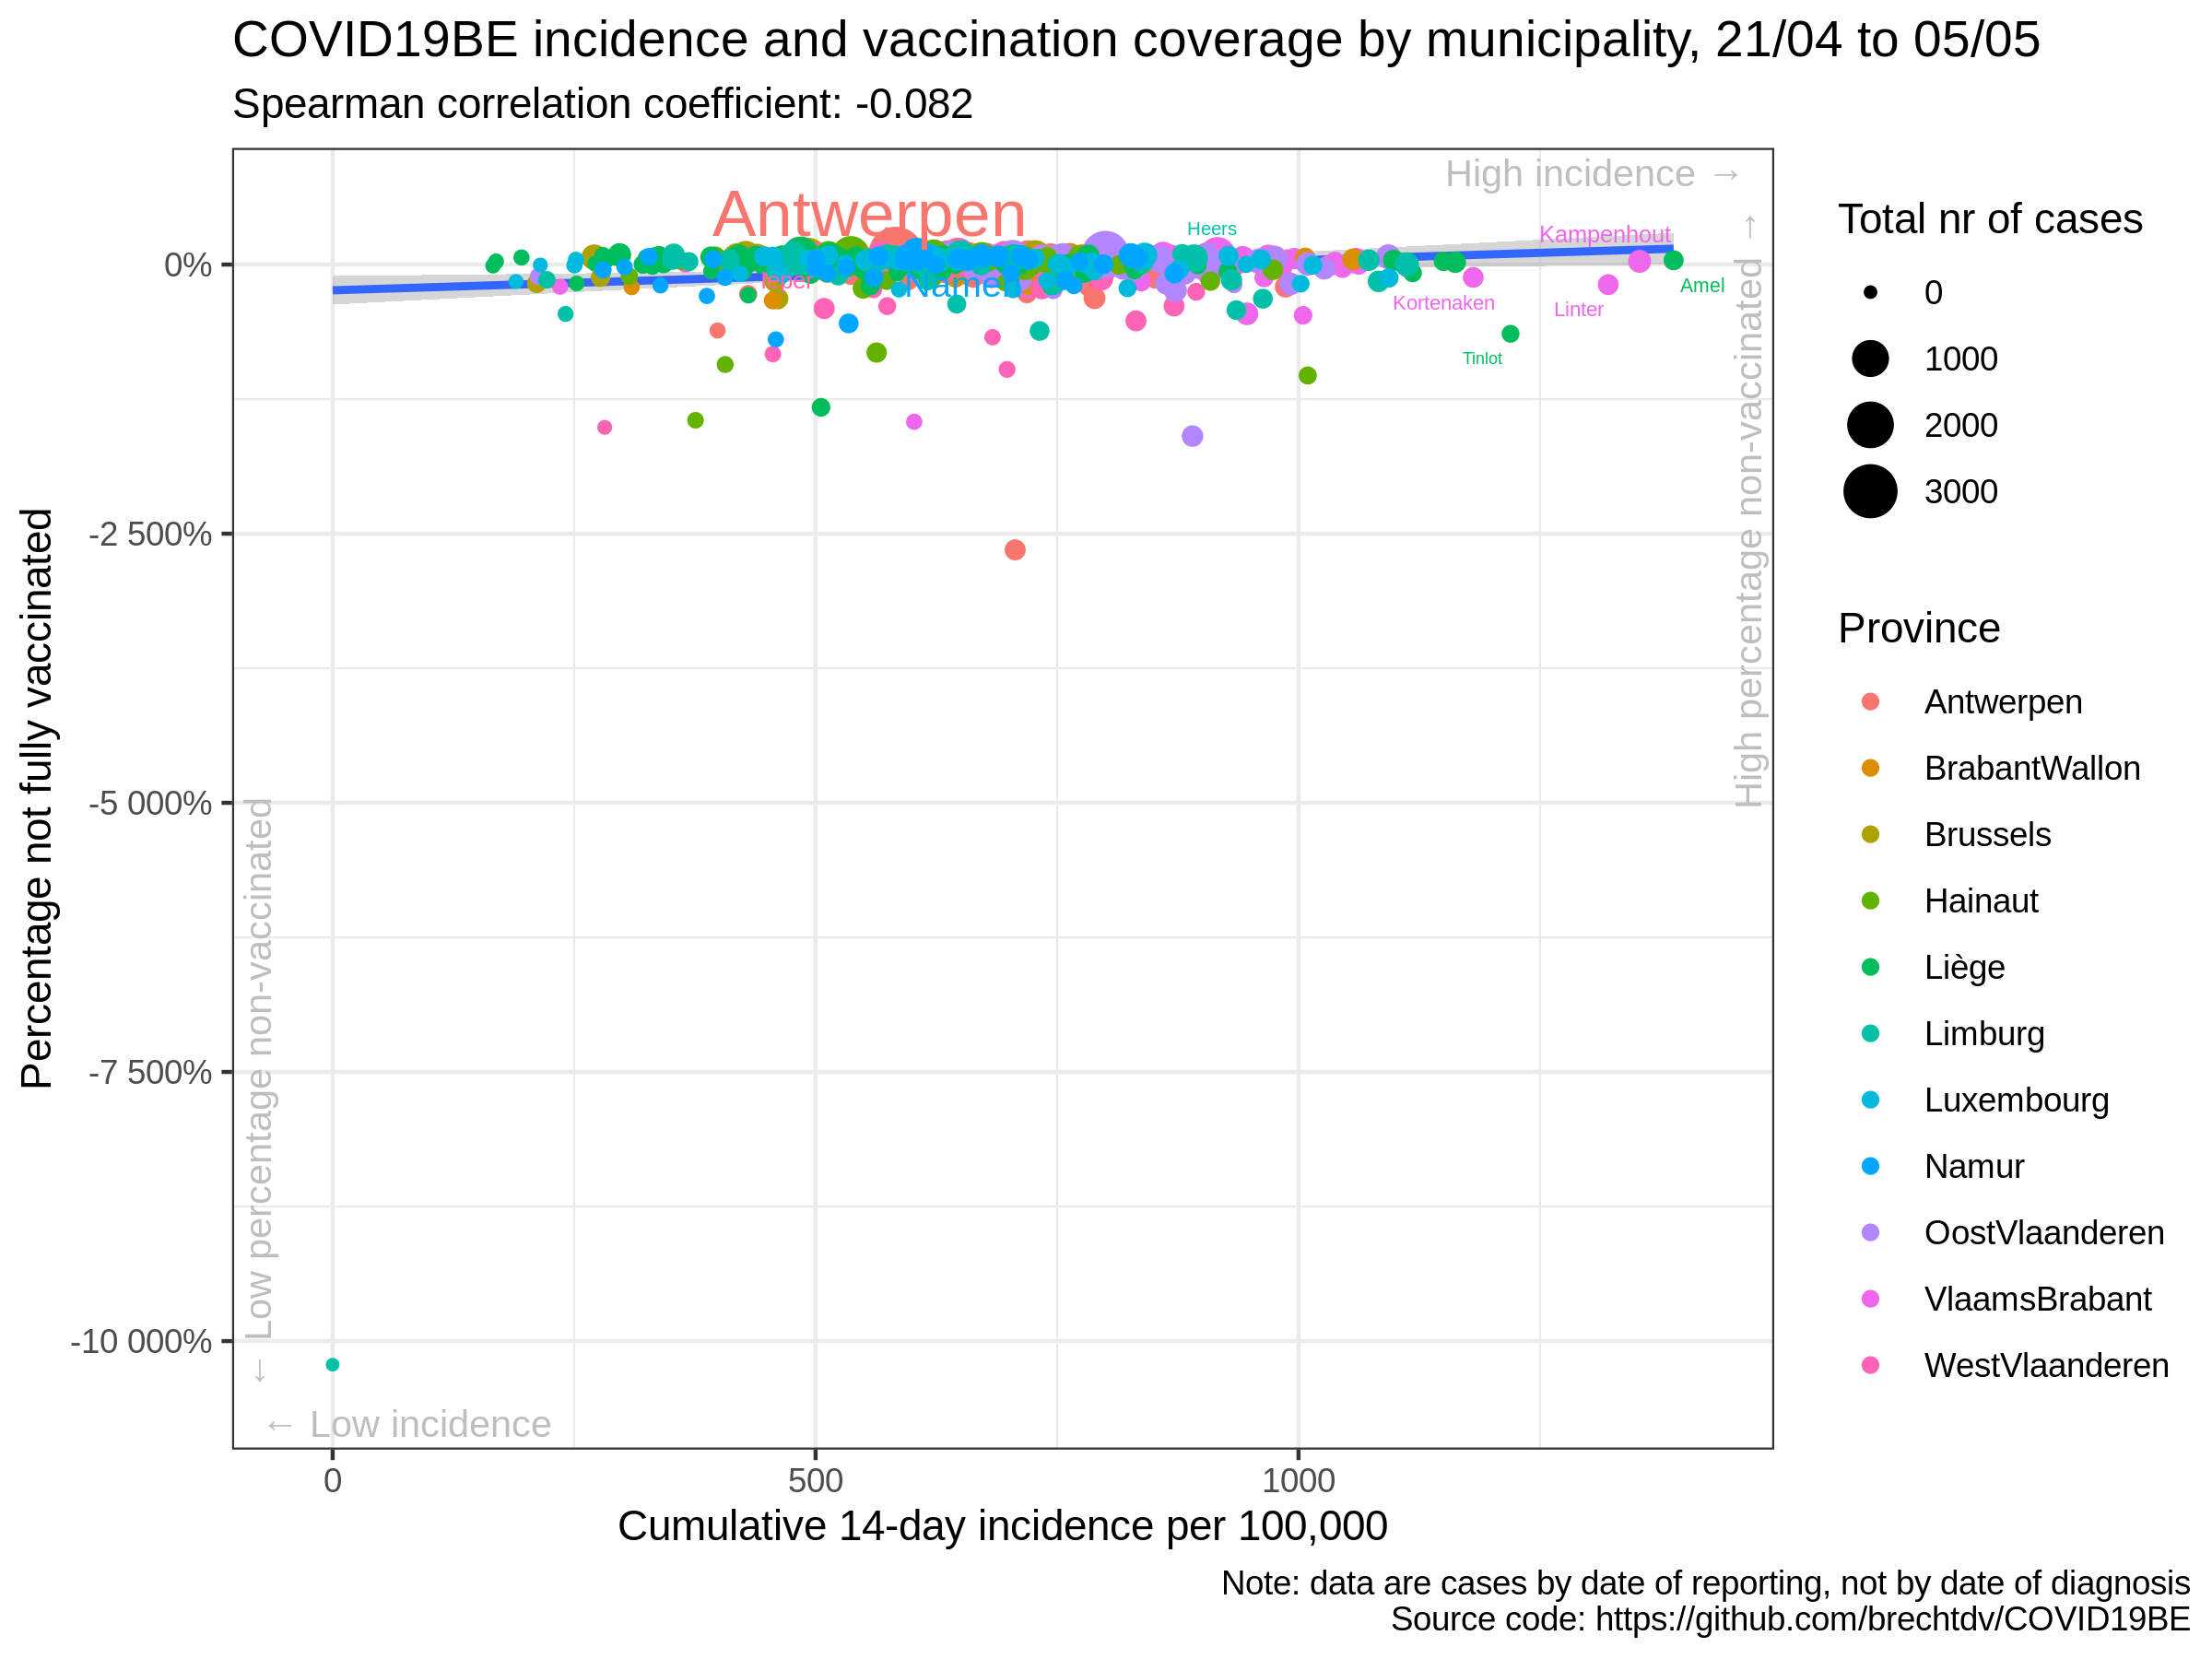 COVID19BE incidence and vaccination coverage by municipality, 21/04 to 05/05
Spearman correlation coefficient: -0.082
High incidence →
High percentage non-vaccinated →
Antwerpen
Heers
Kampenhout
Amel
Kortenaken
Linter
Tinlot
Ieper
Namen
0%
-2 500%
-5 000%
-7 500%
-10 000%
Percentage not fully vaccinated
← Low percentage non-vaccinated
← Low incidence
0
500
1000
Cumulative 14-day incidence per 100,000
Total nr of cases
0
1000
2000
3000
Province
Antwerpen
BrabantWallon
Brussels
Hainaut
Liège
Limburg
Luxembourg
Namur
OostVlaanderen
VlaamsBrabant
WestVlaanderen
Note: data are cases by date of reporting, not by date of diagnosis
Source code: https://github.com/brechtdv/COVID19BE